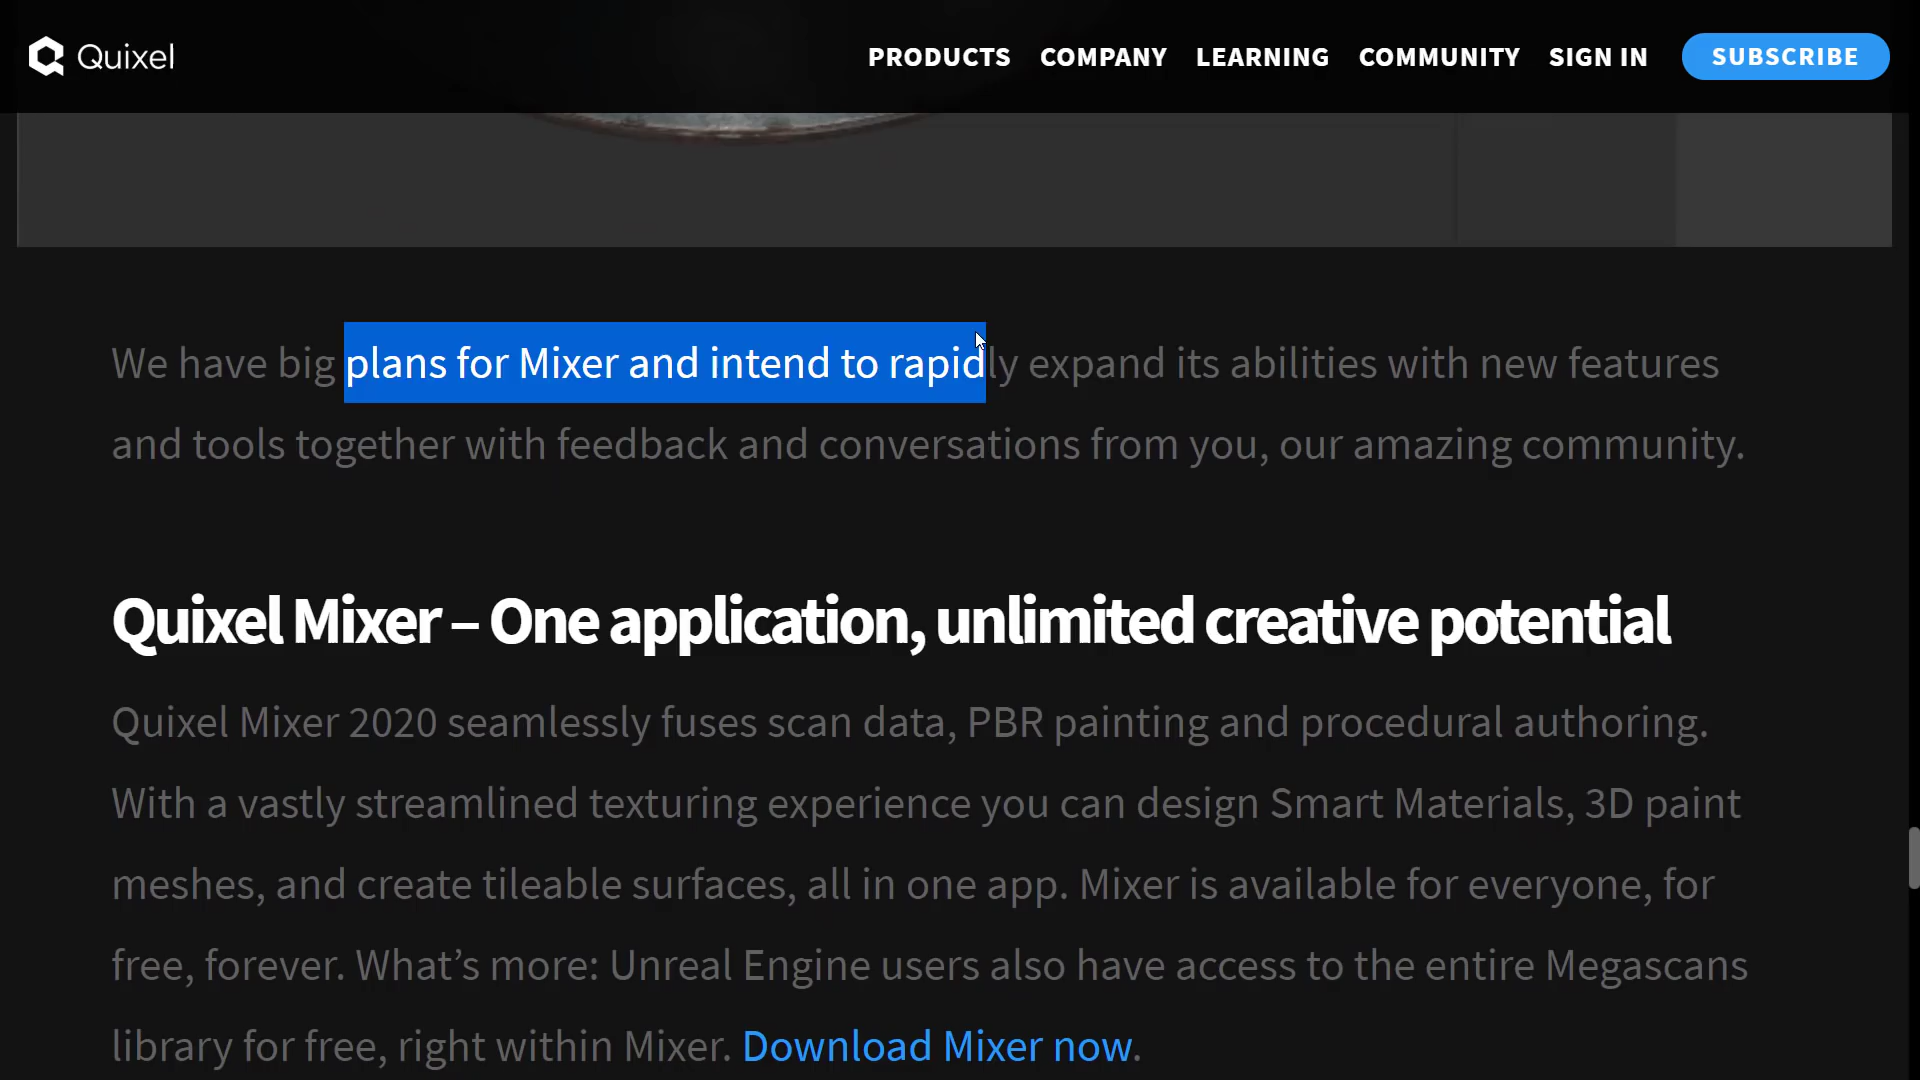 Quixel
PRODUCTS COMPANY LEARNING COMMUNITY SIGN IN SUBSCRIBE
We have big plans for Mixer and intend to rapidly expand its abilities with new features
and tools together with feedback and conversations from you, our amazing community.
Quixel Mixer – One application, unlimited creative potential
Quixel Mixer 2020 seamlessly fuses scan data, PBR painting and procedural authoring.
With a vastly streamlined texturing experience you can design Smart Materials, 3D paint
meshes, and create tileable surfaces, all in one app. Mixer is available for everyone, for
free, forever. What’s more: Unreal Engine users also have access to the entire Megascans
library for free, right within Mixer. Download Mixer now.